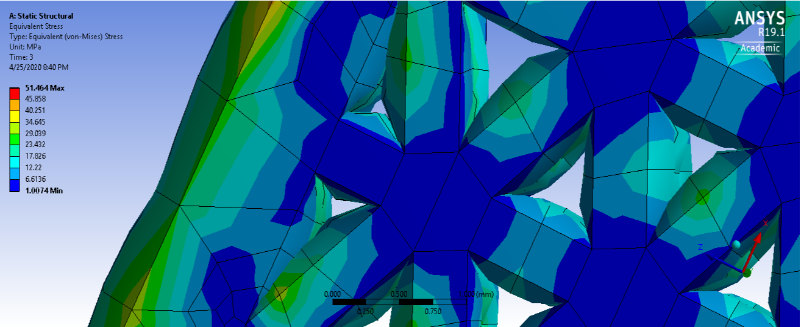 A: Static Structural
Equivalent Stress
Type: Equivalent (von-Mises) Stress
Unit: MPa
Time: 3
4/25/2020 8:40 PM
51.464 Max
45.858
40.251
34.645
29.039
23.432
17.826
12.22
6.6136
1.0074 Min
ANSYS
R19.1
Academic
X
Z
0.000 0.500 (mm)
0.250 0.750